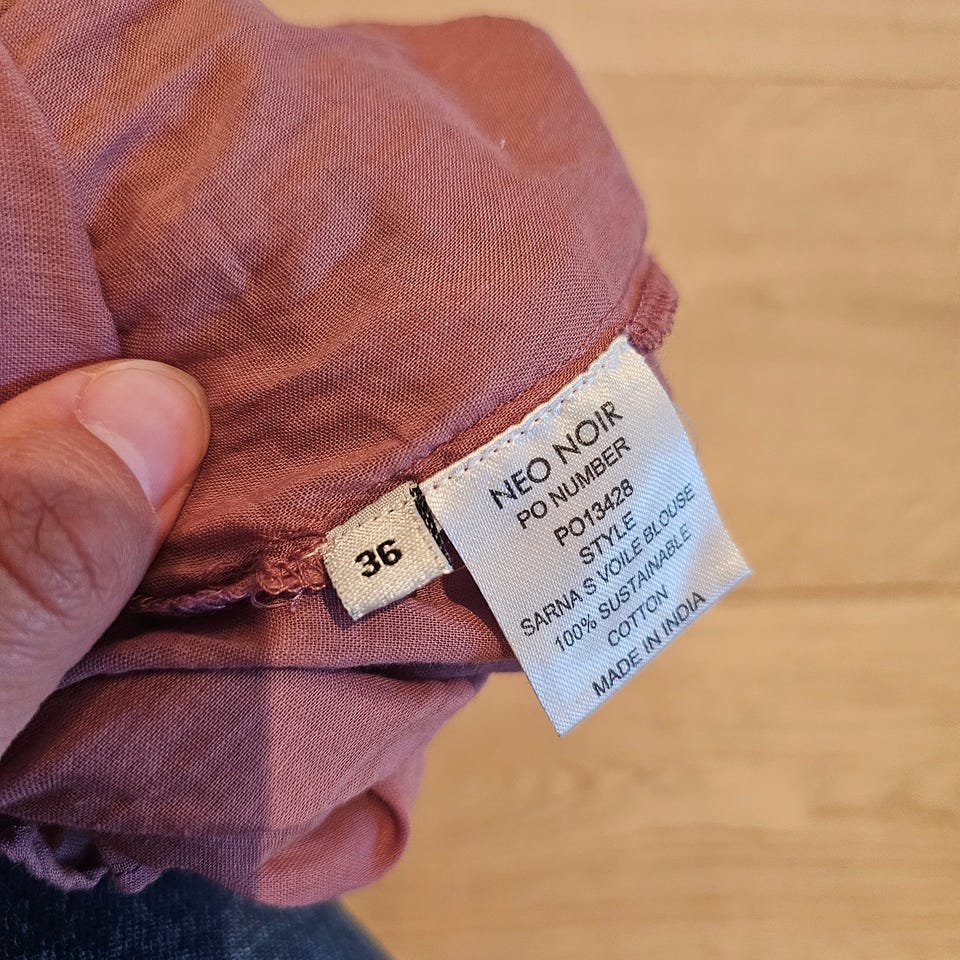 36
NEO NOIR
PO NUMBER
PO13428
STYLE
SARNA S VOILE BLOUSE
100% SUSTAINABLE
COTTON
MADE IN INDIA